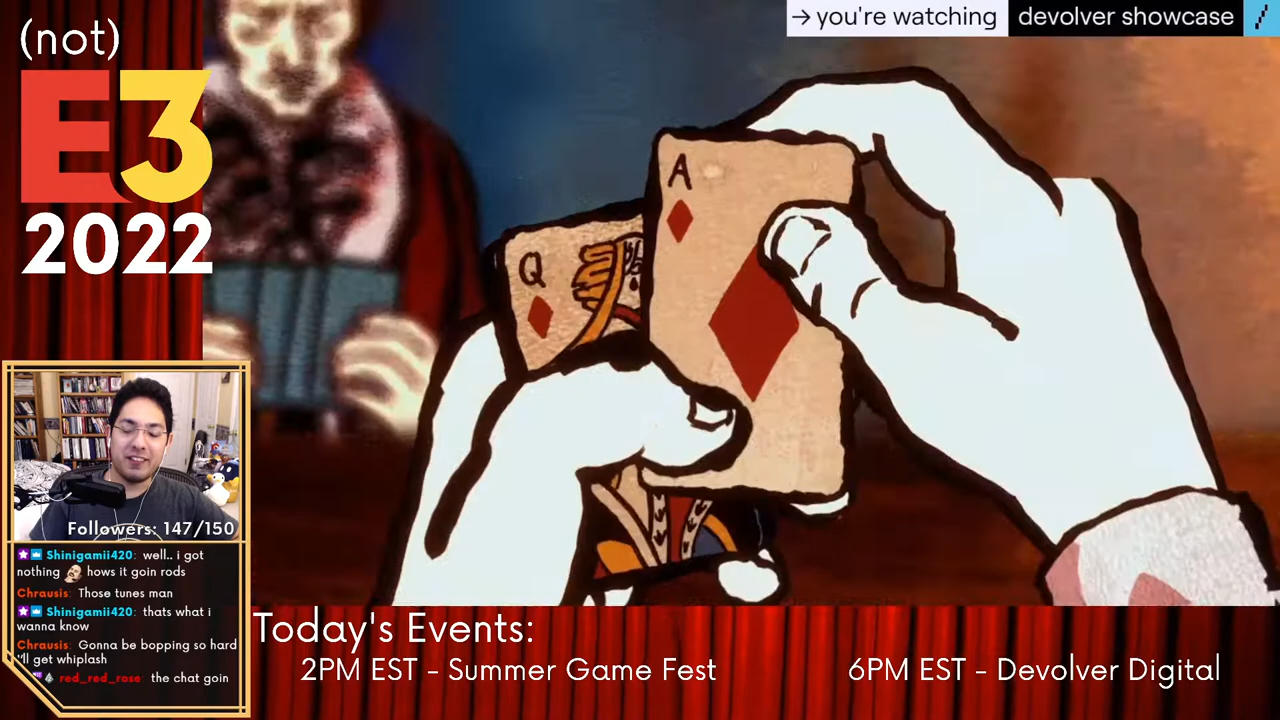 (not)
E3
2022
→ you're watching devolver showcase /
A
Q
Followers: 147/150
Shinigamii420: well.. i got
nothing hows it goin rods
Chrausis: Those tunes man
Shinigamii420: thats what i
wanna know
Chrausis: Gonna be bopping so hard
I'll get whiplash
red_red_rose: the chat goin
Today's Events:
2PM EST - Summer Game Fest
6PM EST - Devolver Digital